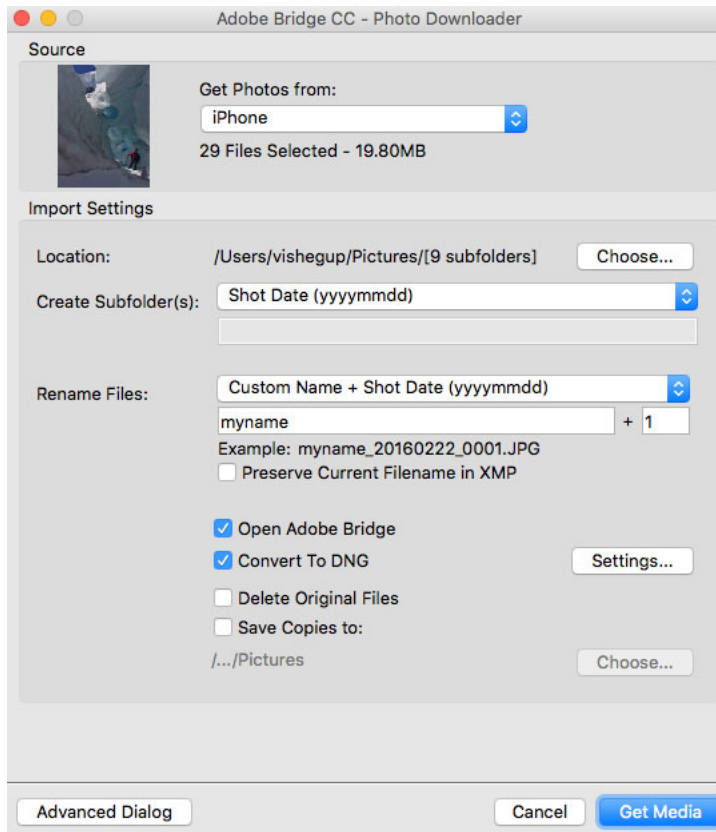 Adobe Bridge CC - Photo Downloader
Source
Get Photos from:
iPhone
29 Files Selected - 19.80MB
Import Settings
Location: /Users/vishegup/Pictures/[9 subfolders] Choose...
Create Subfolder(s): Shot Date (yyyymmdd)
Rename Files: Custom Name + Shot Date (yyyymmdd)
myname + 1
Example: myname_20160222_0001.JPG
Preserve Current Filename in XMP
Open Adobe Bridge
Convert To DNG Settings...
Delete Original Files
Save Copies to:
/.../Pictures Choose...
Advanced Dialog Cancel Get Media